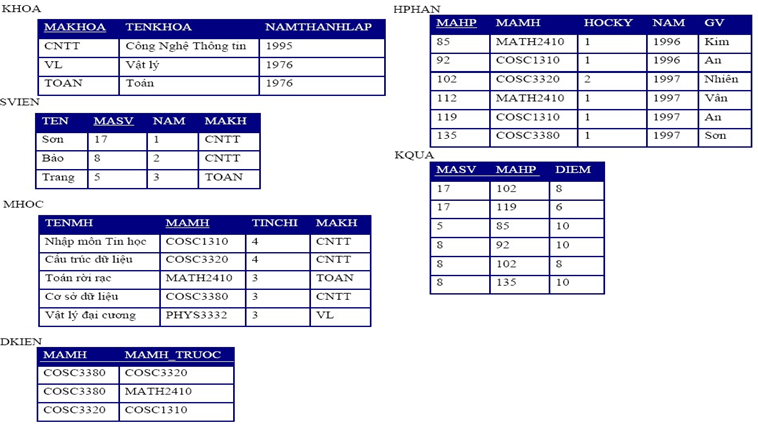 KHOA
MAKHOA TENKHOA NAMTHANHLAP
CNTT Công Nghệ Thông tin 1995
VL Vật lý 1976
TOAN Toán 1976
SVIEN
TEN MASV NAM MAKH
Sơn 17 1 CNTT
Bảo 8 2 CNTT
Trang 5 3 TOAN
MHOC
TENMH MAMH TINCHI MAKH
Nhập môn Tin học COSC1310 4 CNTT
Cấu trúc dữ liệu COSC3320 4 CNTT
Toán rời rạc MATH2410 3 TOAN
Cơ sở dữ liệu COSC3380 3 CNTT
Vật lý đại cương PHYS3332 3 VL
DKIEN
MAMH MAMH_TRUOC
COSC3380 COSC3320
COSC3380 MATH2410
COSC3320 COSC1310
HPHAN
MAHP MAMH HOCKY NAM GV
85 MATH2410 1 1996 Kim
92 COSC1310 1 1996 An
102 COSC3320 2 1997 Nhiên
112 MATH2410 1 1997 Vân
119 COSC1310 1 1997 An
135 COSC3380 1 1997 Sơn
KQUA
MASV MAHP DIEM
17 102 8
17 119 6
5 85 10
8 92 10
8 102 8
8 135 10